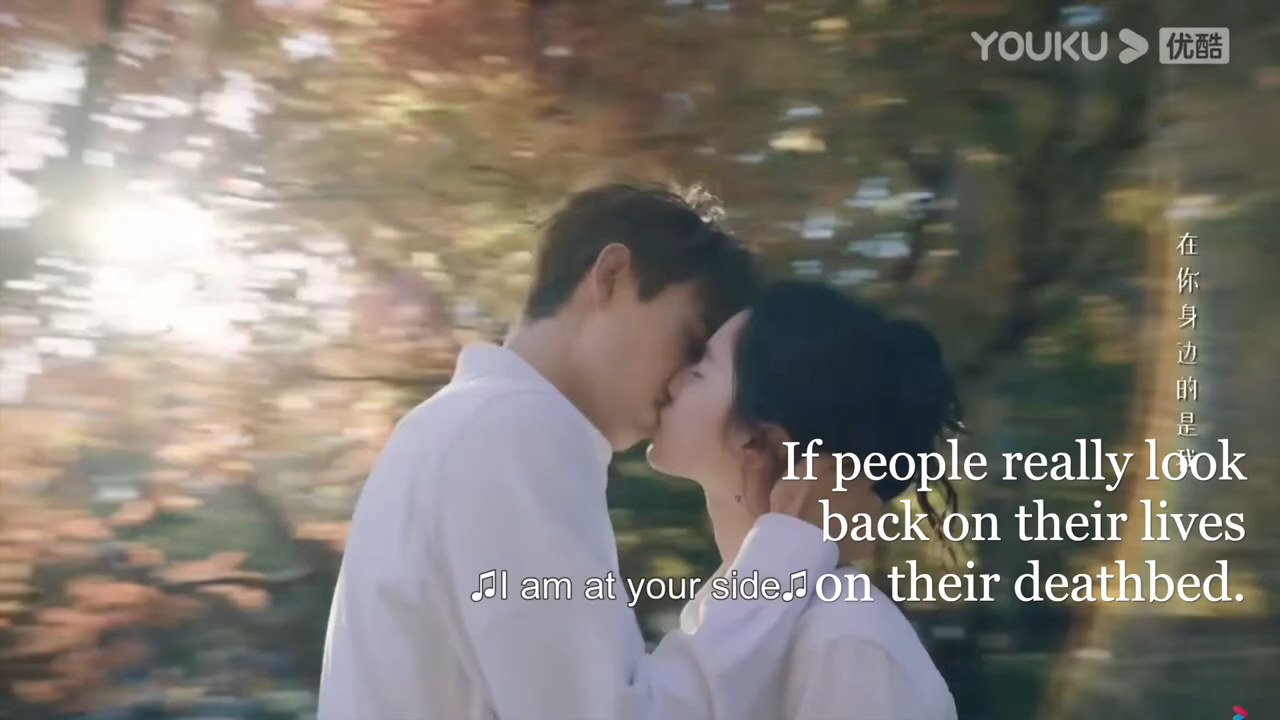 YOUKU 优酷
在你身边的是我
If people really look
back on their lives
on their deathbed.
♫I am at your side♫